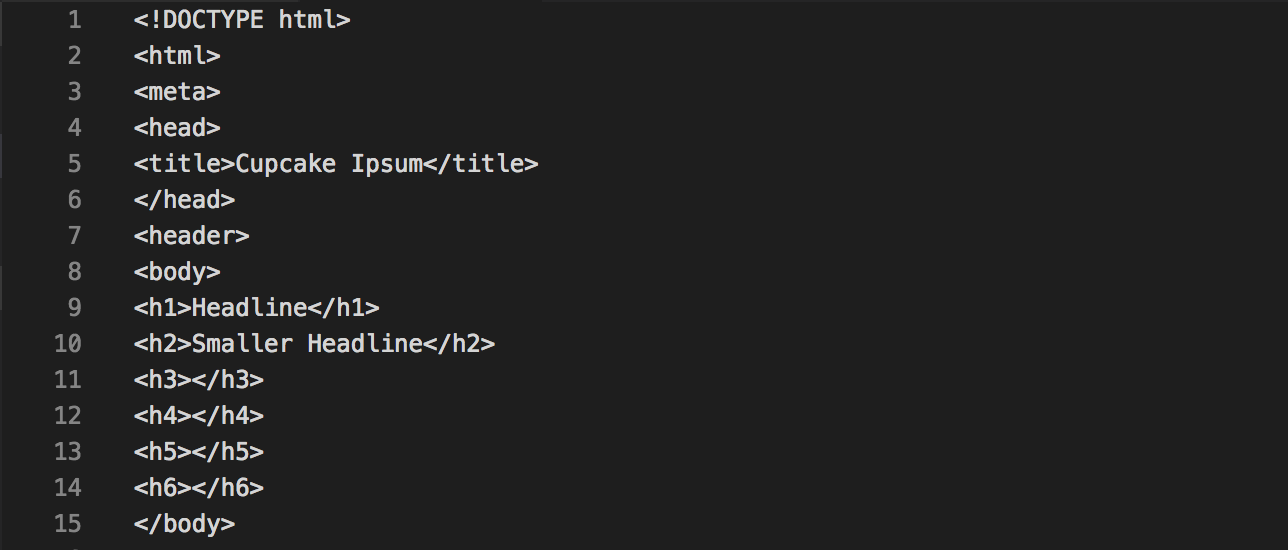 1 <!DOCTYPE html>
2 <html>
3 <meta>
4 <head>
5 <title>Cupcake Ipsum</title>
6 </head>
7 <header>
8 <body>
9 <h1>Headline</h1>
10 <h2>Smaller Headline</h2>
11 <h3></h3>
12 <h4></h4>
13 <h5></h5>
14 <h6></h6>
15 </body>